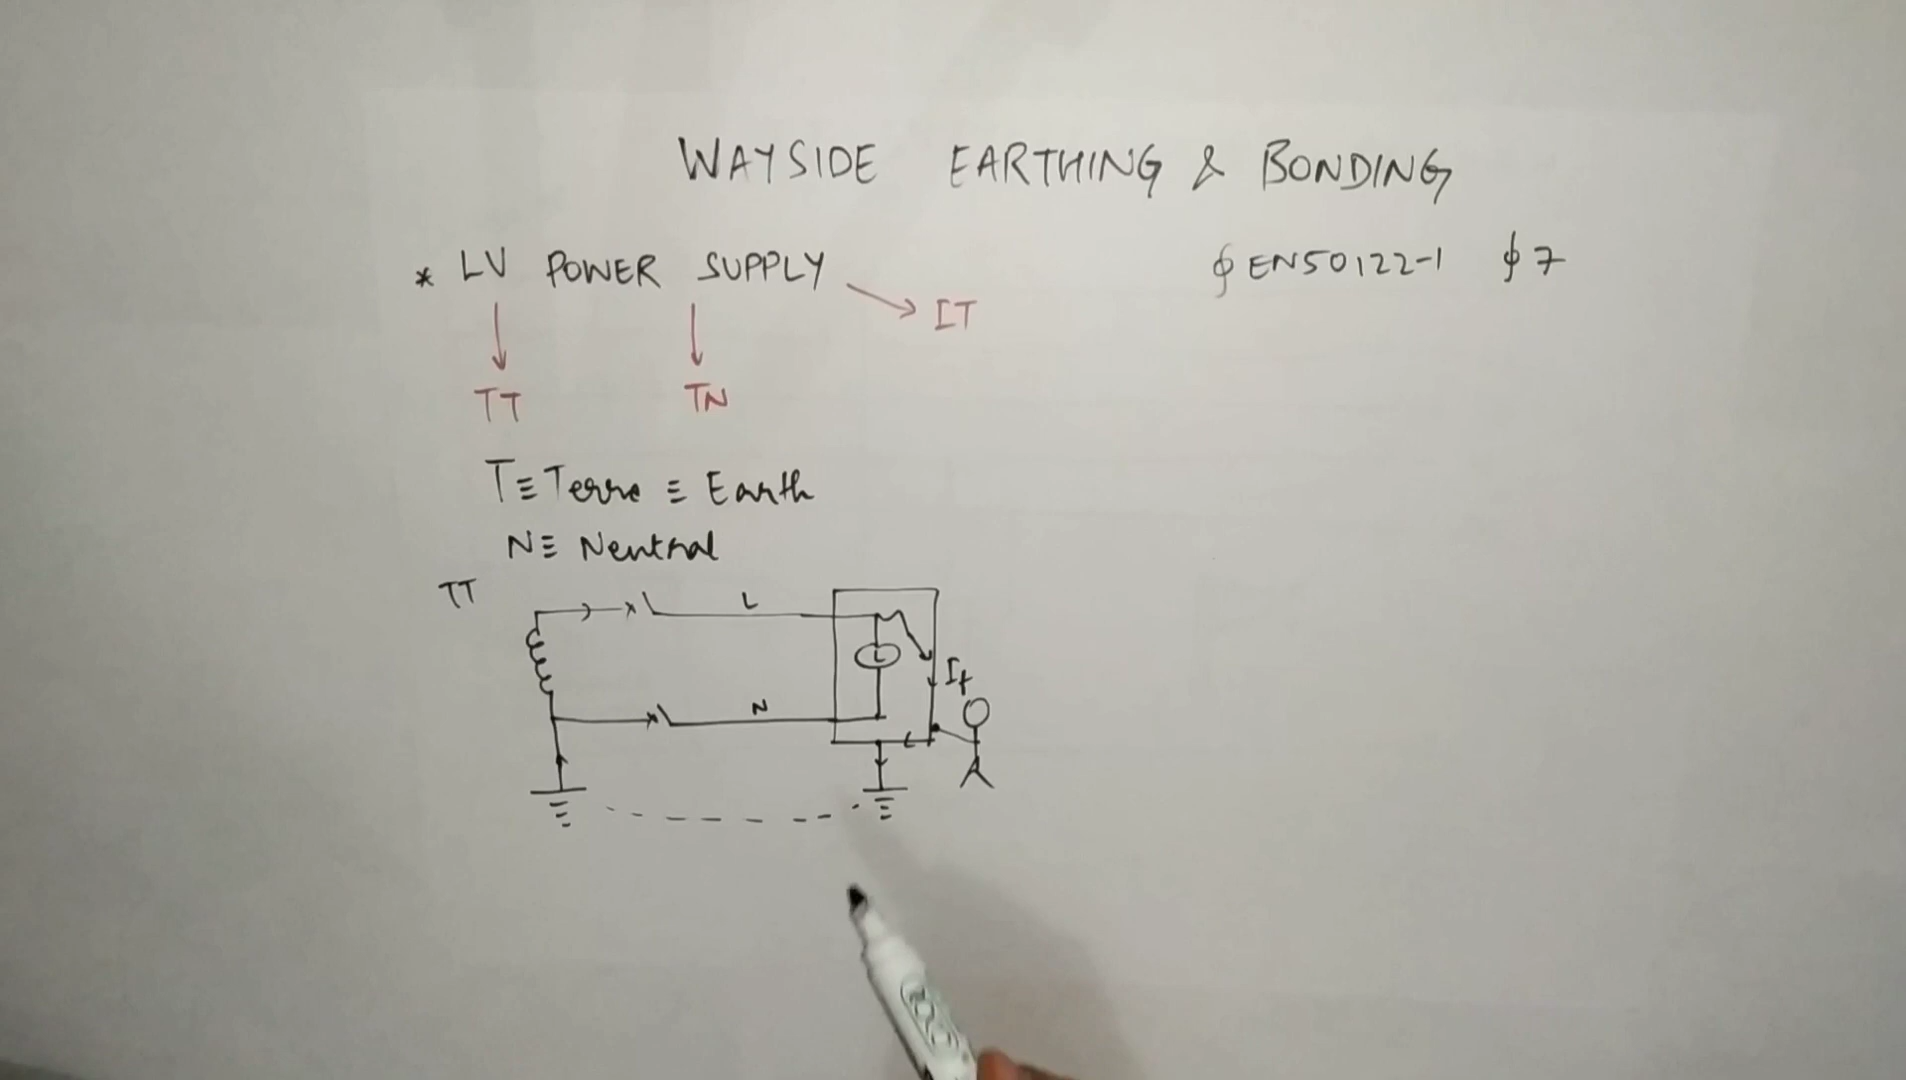 WAYSIDE EARTHING & BONDING
* LV POWER SUPPLY
∮ EN50122-1 ∮ 7
IT
TT TN
T ≡ Terre ≡ Earth
N ≡ Neutral
TT
L
L
If
N